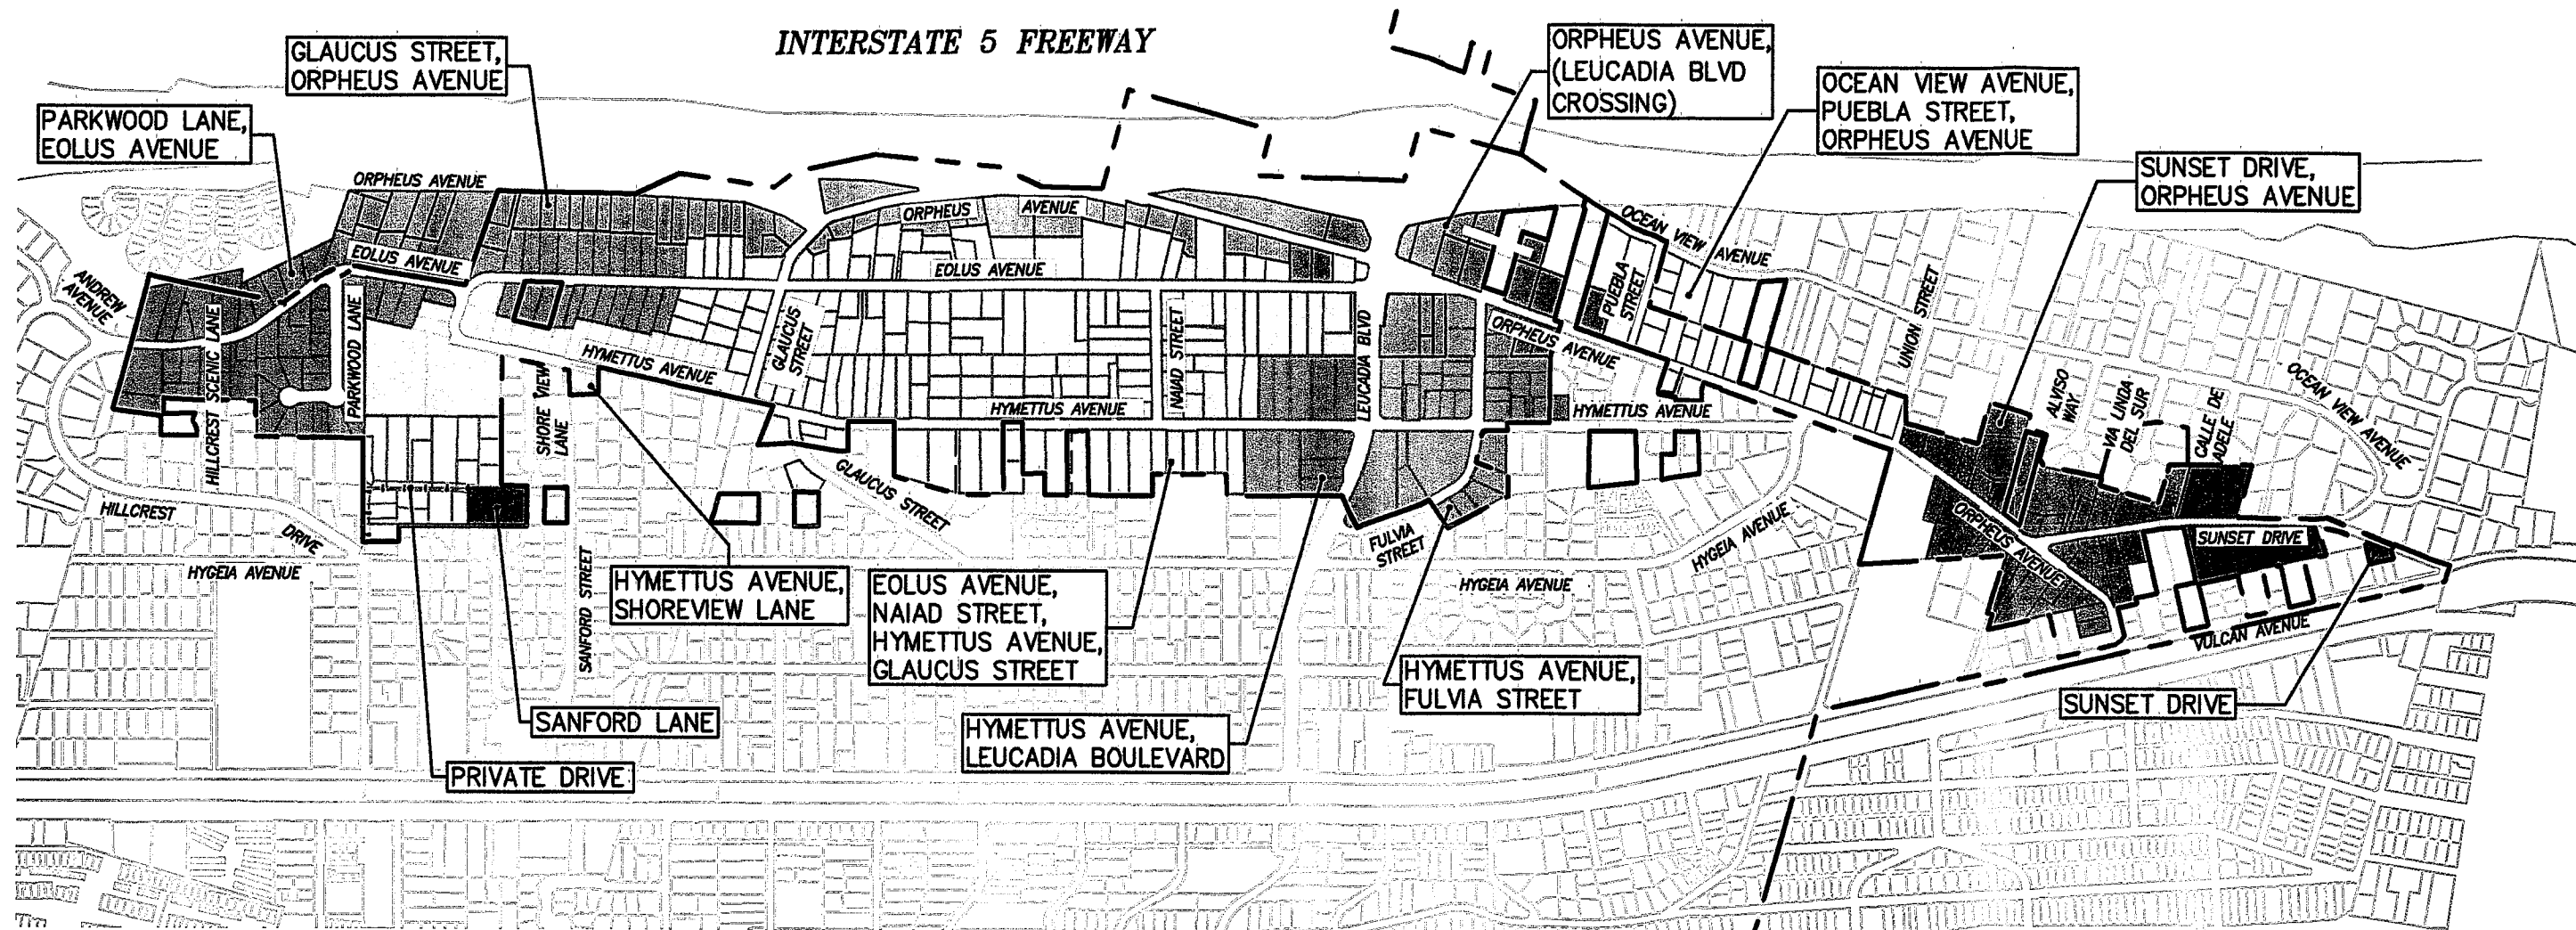 INTERSTATE 5 FREEWAY
GLAUCUS STREET,
ORPHEUS AVENUE
PARKWOOD LANE,
EOLUS AVENUE
ORPHEUS AVENUE,
(LEUCADIA BLVD
CROSSING)
OCEAN VIEW AVENUE,
PUEBLA STREET,
ORPHEUS AVENUE
SUNSET DRIVE,
ORPHEUS AVENUE
ORPHEUS AVENUE
ORPHEUS AVENUE
OCEAN VIEW AVENUE
EOLUS AVENUE
EOLUS AVENUE
ANDREW
AVENUE
HILLCREST SCENIC LANE
PARKWOOD LANE
HYMETTUS AVENUE
GLAUCUS
STREET
NAIAD STREET
LEUCADIA BLVD
ORPHEUS AVENUE
PUEBLA
STREET
UNION STREET
OCEAN VIEW AVENUE
ALVISO
WAY
VIA LINDA
DEL SUR
CALLE DE
ADELE
SHORE VIEW
LANE
HYMETTUS AVENUE
HYMETTUS AVENUE
GLAUCUS STREET
FULVIA
STREET
HYGEIA AVENUE
ORPHEUS AVENUE
SUNSET DRIVE
HILLCREST
DRIVE
HYGEIA AVENUE
SANFORD STREET
HYGEIA AVENUE
VULCAN AVENUE
HYMETTUS AVENUE,
SHOREVIEW LANE
EOLUS AVENUE,
NAIAD STREET,
HYMETTUS AVENUE,
GLAUCUS STREET
HYMETTUS AVENUE,
FULVIA STREET
SUNSET DRIVE
SANFORD LANE
HYMETTUS AVENUE,
LEUCADIA BOULEVARD
PRIVATE DRIVE